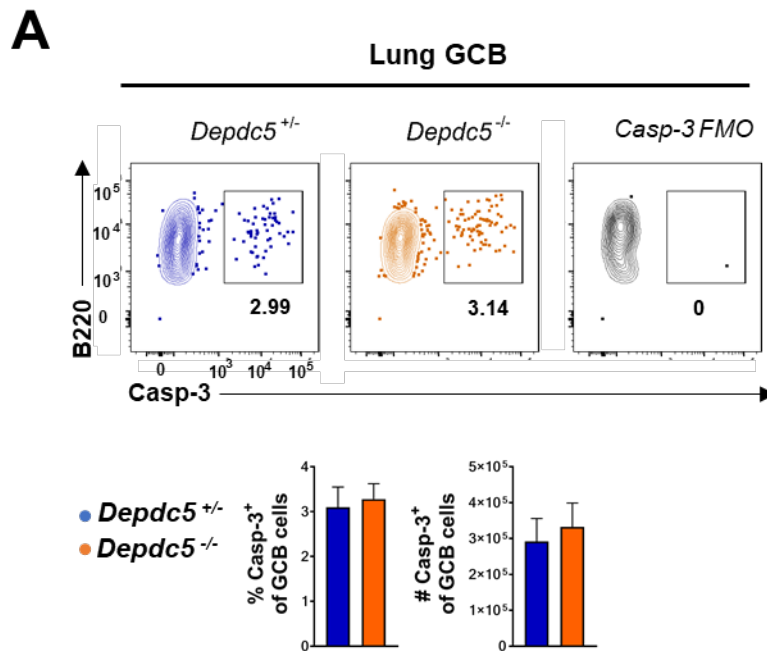 A
Lung GCB
Depdc5+/-
Depdc5-/-
Casp-3 FMO
B220
10⁵
10⁴
10³
0
2.99
3.14
0
0 10³ 10⁴ 10⁵
Casp-3
Depdc5+/-
Depdc5-/-
% Casp-3⁺
of GCB cells
4
3
2
1
0
# Casp-3⁺
of GCB cells
5×10⁵
4×10⁵
3×10⁵
2×10⁵
1×10⁵
0